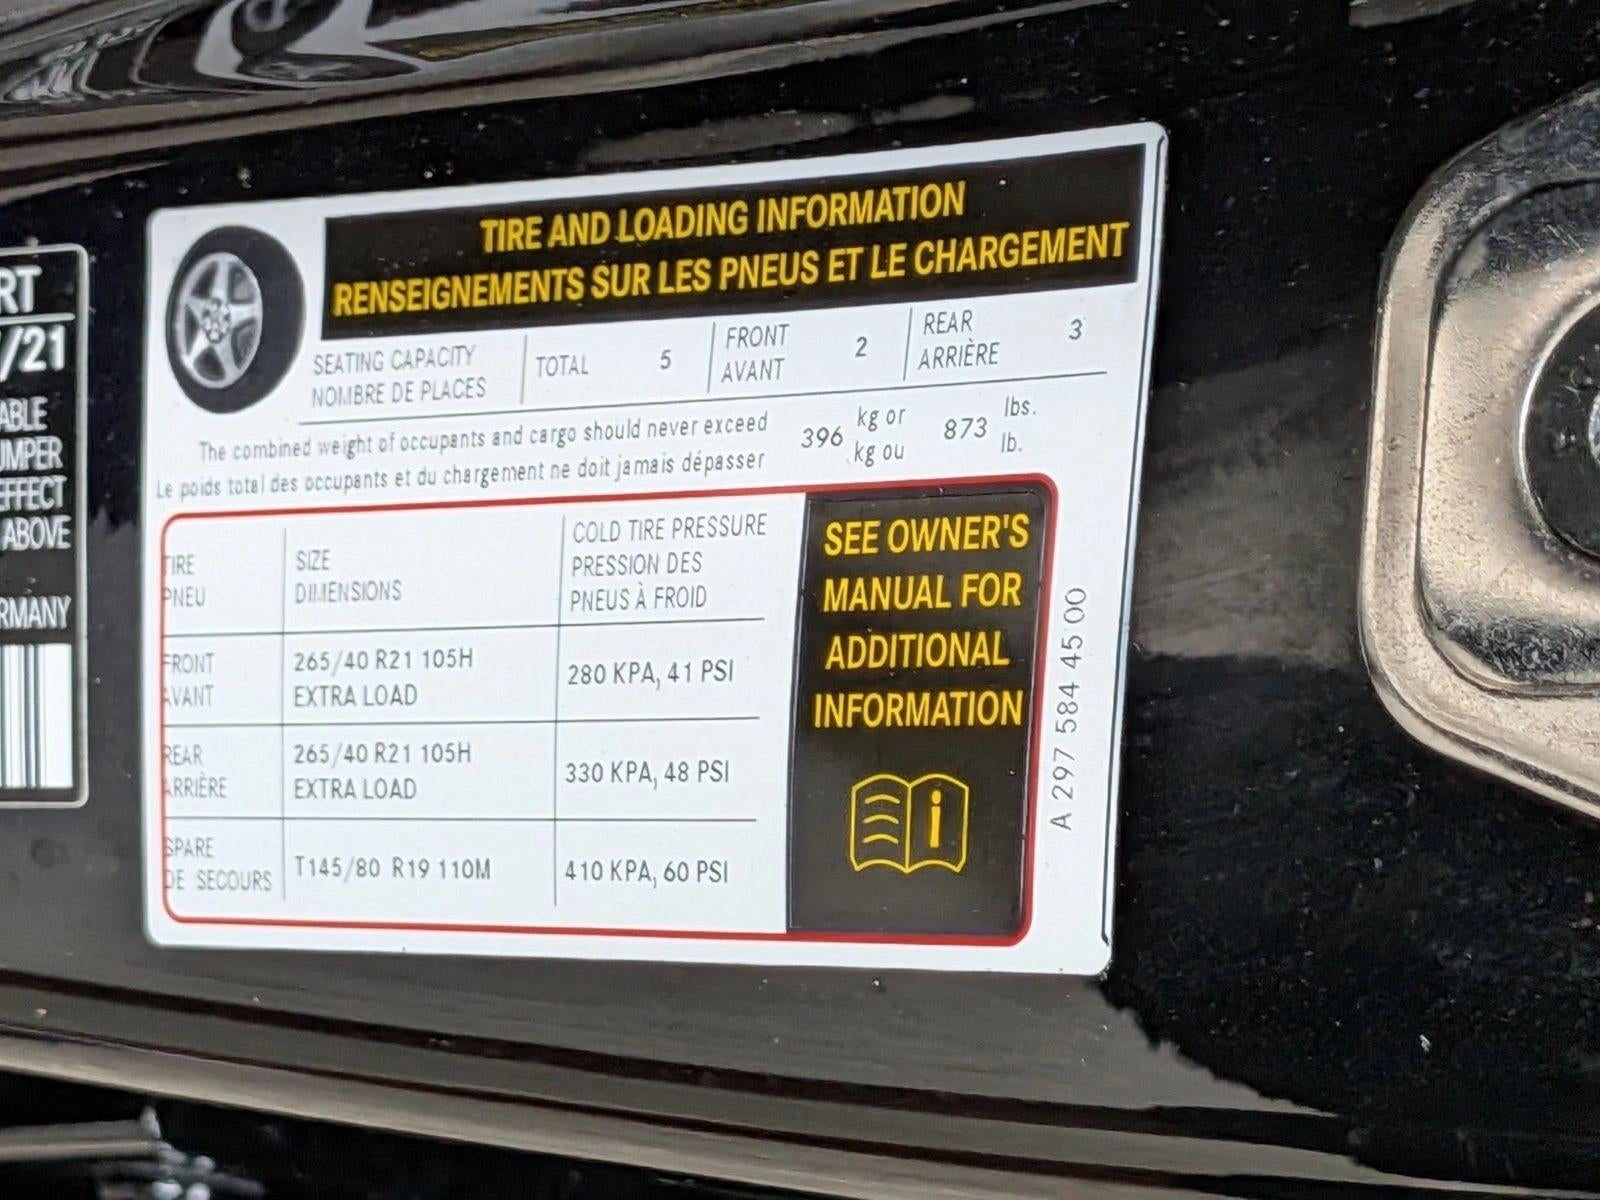 RT
/21
ABLE
UMPER
EFFECT
ABOVE
RMANY
TIRE AND LOADING INFORMATION
RENSEIGNEMENTS SUR LES PNEUS ET LE CHARGEMENT
SEATING CAPACITY
NOMBRE DE PLACES
TOTAL 5
FRONT
AVANT
2
REAR
ARRIÈRE
3
The combined weight of occupants and cargo should never exceed
Le poids total des occupants et du chargement ne doit jamais dépasser
396
kg or
kg ou
873
lbs.
lb.
TIRE
PNEU
SIZE
DIMENSIONS
COLD TIRE PRESSURE
PRESSION DES
PNEUS À FROID
FRONT
AVANT
265/40 R21 105H
EXTRA LOAD
280 KPA, 41 PSI
REAR
ARRIÈRE
265/40 R21 105H
EXTRA LOAD
330 KPA, 48 PSI
SPARE
DE SECOURS
T145/80 R19 110M
410 KPA, 60 PSI
SEE OWNER'S
MANUAL FOR
ADDITIONAL
INFORMATION
i
A 297 584 45 00